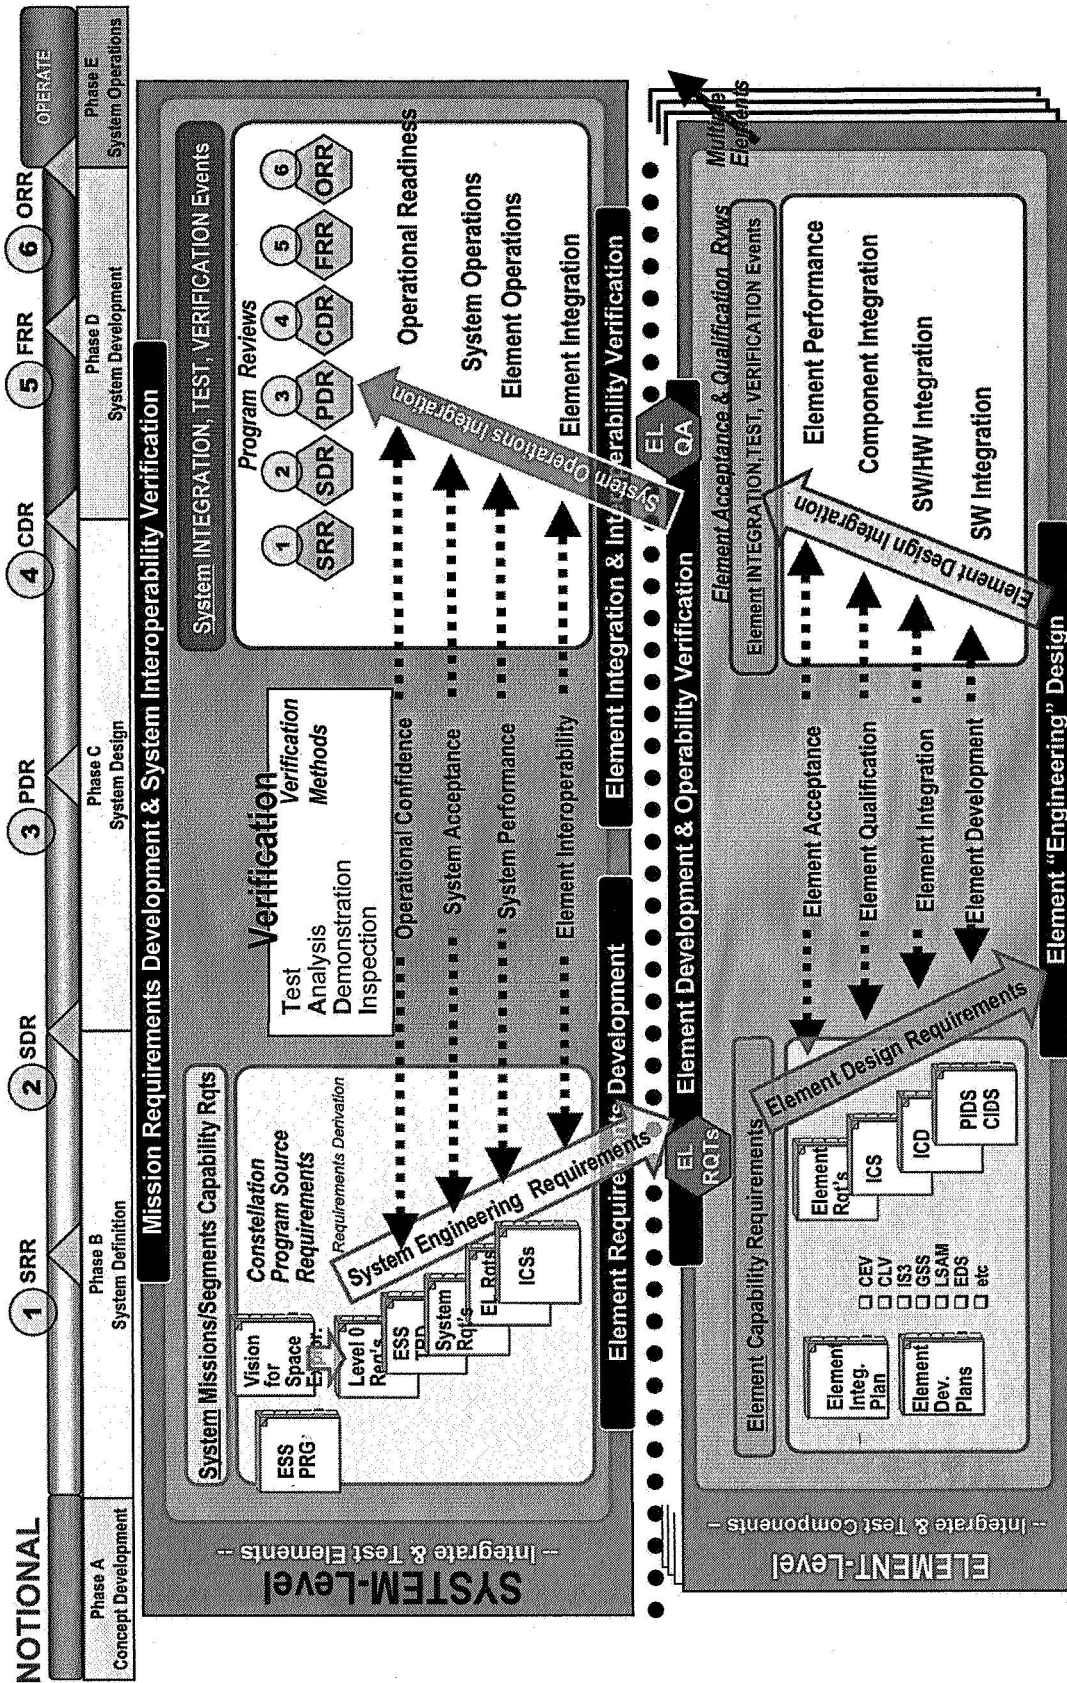 NOTIONAL
1 SRR
2 SDR
3 PDR
4 CDR
5 FRR
6 ORR
OPERATE
Phase A
Concept Development
Phase B
System Definition
Phase C
System Design
Phase D
System Development
Phase E
System Operations
Mission Requirements Development & System Interoperability Verification
SYSTEM-Level
-- Integrate & Test Elements --
System Missions/Segments Capability Rqts
ESS
PRG
Vision
for
Space
Level 0
Req's
ESS
System
Rqt's
EL Rqts
ICSs
Constellation
Program Source
Requirements
Requirements Derivation
System Engineering Requirements
Verification
Test
Analysis
Demonstration
Inspection
Verification
Methods
Operational Confidence
System Acceptance
System Performance
Element Interoperability
System INTEGRATION, TEST, VERIFICATION Events
Program Reviews
1
SRR
2
SDR
3
PDR
4
CDR
5
FRR
6
ORR
Operational Readiness
System Operations
Element Operations
Element Integration
System Operations Integration
Element Requirements Development
Element Integration & Interoperability Verification
Element Development & Operability Verification
EL
RQTs
EL
QA
Multiple
Elements
ELEMENT-Level
-- Integrate & Test Components --
Element Capability Requirements
Element
Integ.
Plan
Element
Dev.
Plans
CEV
CLV
IS3
GSS
LSAM
EDS
etc
Element
Rqt's
ICS
ICD
PIDS
CIDS
Element Design Requirements
Element Acceptance
Element Qualification
Element Integration
Element Development
Element Acceptance & Qualification Rvws
Element INTEGRATION,TEST, VERIFICATION Events
Element Performance
Component Integration
SW/HW Integration
SW Integration
Element Design Integration
Element “Engineering” Design